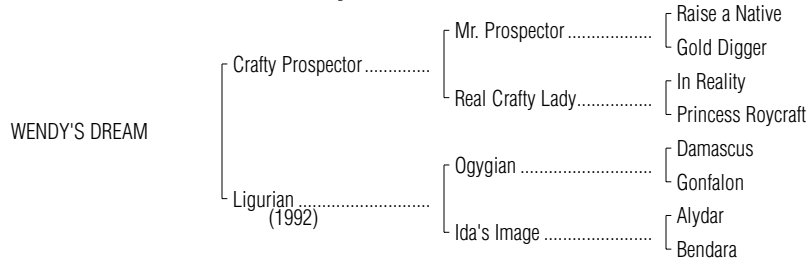 Raise a Native
Mr. Prospector ..................
Gold Digger
Crafty Prospector ..............
In Reality
Real Crafty Lady................
Princess Roycraft
WENDY'S DREAM
Damascus
Ogygian ............................
Gonfalon
Ligurian ............................
(1992)
Alydar
Ida's Image .......................
Bendara